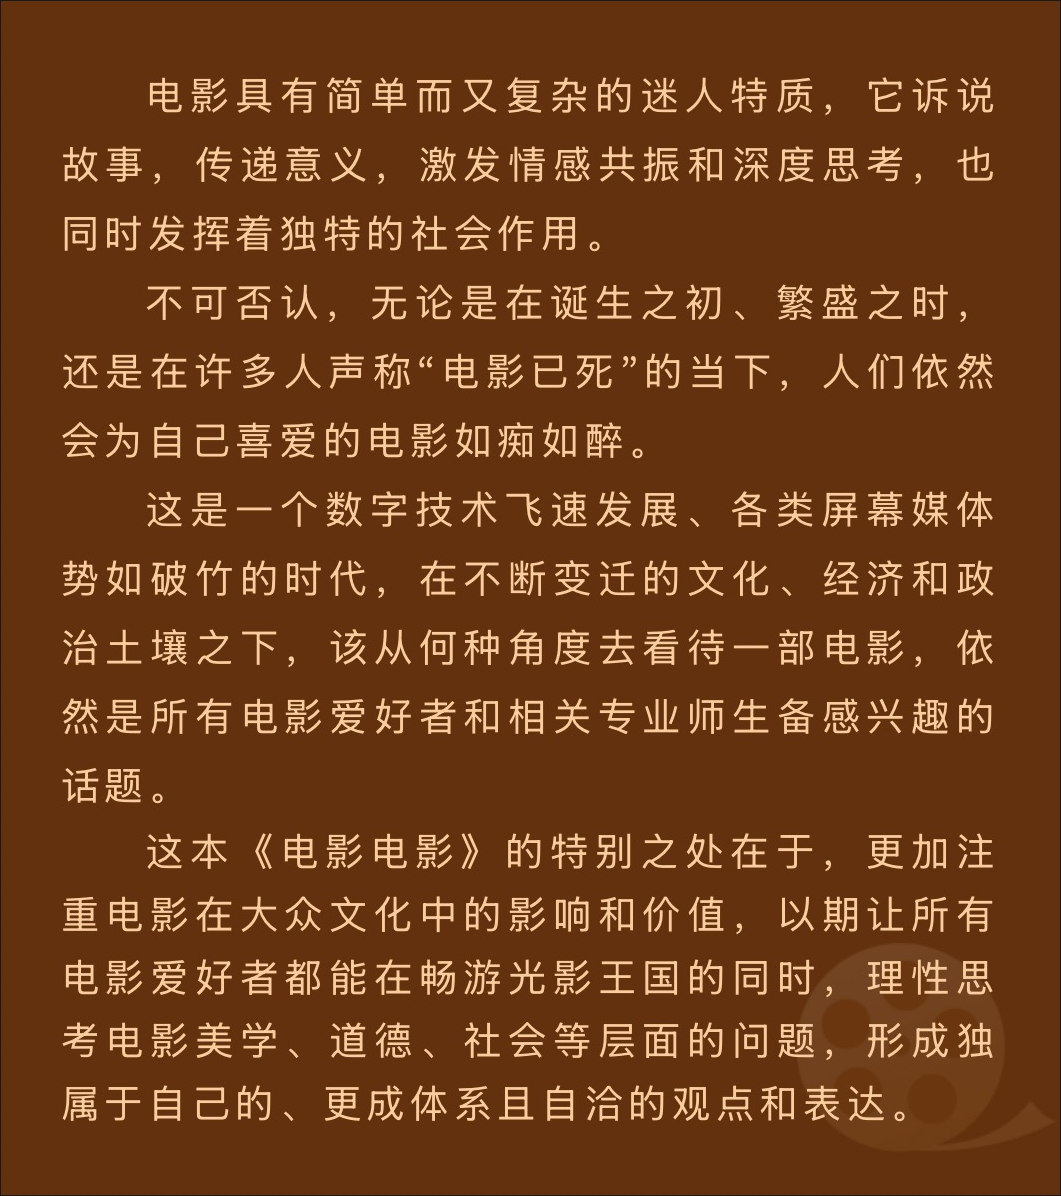 电影具有简单而又复杂的迷人特质，它诉说
故事，传递意义，激发情感共振和深度思考，也
同时发挥着独特的社会作用。
不可否认，无论是在诞生之初、繁盛之时，
还是在许多人声称“电影已死”的当下，人们依然
会为自己喜爱的电影如痴如醉。
这是一个数字技术飞速发展、各类屏幕媒体
势如破竹的时代，在不断变迁的文化、经济和政
治土壤之下，该从何种角度去看待一部电影，依
然是所有电影爱好者和相关专业师生备感兴趣的
话题。
这本《电影电影》的特别之处在于，更加注
重电影在大众文化中的影响和价值，以期让所有
电影爱好者都能在畅游光影王国的同时，理性思
考电影美学、道德、社会等层面的问题，形成独
属于自己的、更成体系且自洽的观点和表达。